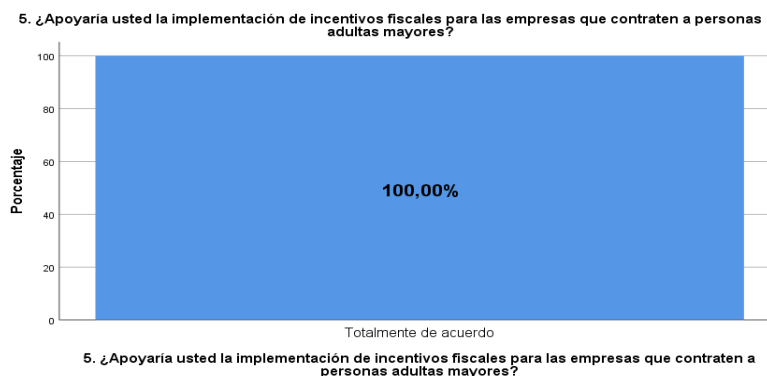 5. ¿Apoyaría usted la implementación de incentivos fiscales para las empresas que contraten a personas
adultas mayores?
100
80
60
40
20
0
Porcentaje
100,00%
Totalmente de acuerdo
5. ¿Apoyaría usted la implementación de incentivos fiscales para las empresas que contraten a
personas adultas mayores?